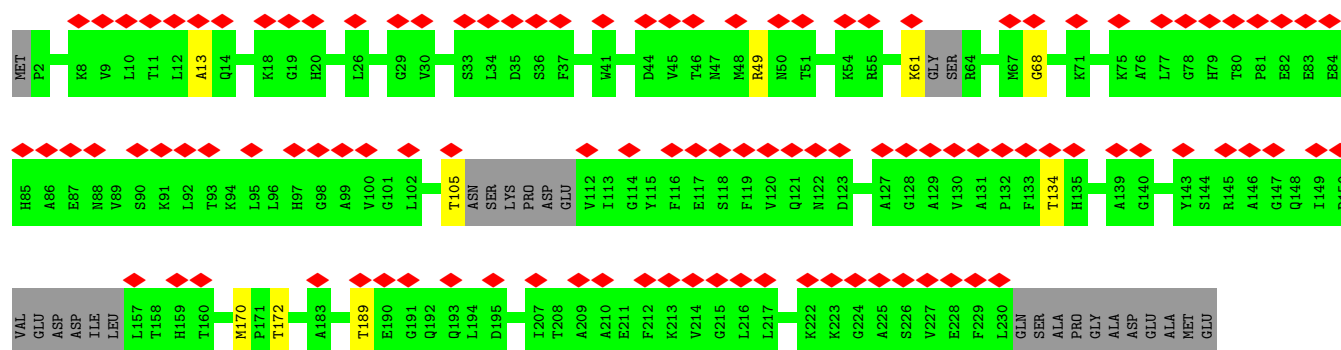 MET P2 K8 V9 L10 T11 L12 A13 Q14 K18 G19 H20 L26 G29 V30 S33 L34 D35 S36 F37 W41 D44 V45 T46 N47 M48 R49 N50 T51 K54 R55 K61 GLY SER R64 M67 G68 K71 K75 A76 L77 G78 H79 T80 P81 E82 E83 E84
H85 A86 E87 N88 V89 S90 K91 L92 T93 K94 L95 L96 H97 G98 A99 V100 G101 L102 T105 ASN SER LYS PRO ASP GLU V112 I113 G114 Y115 F116 E117 S118 F119 V120 Q121 N122 D123 A127 G128 A129 V130 A131 P132 F133 T134 H135 A139 G140 Y143 S144 R145 A146 G147 Q148 I149
VAL GLU ASP ASP ILE LEU L157 T158 H159 T160 M170 P171 T172 A183 T189 E190 G191 Q192 Q193 L194 D195 I207 T208 A209 A210 E211 F212 K213 V214 G215 L216 L217 K222 K223 G224 A225 S226 V227 E228 F229 L230 GLN SER ALA PRO GLY ALA ASP GLU ALA MET GLU